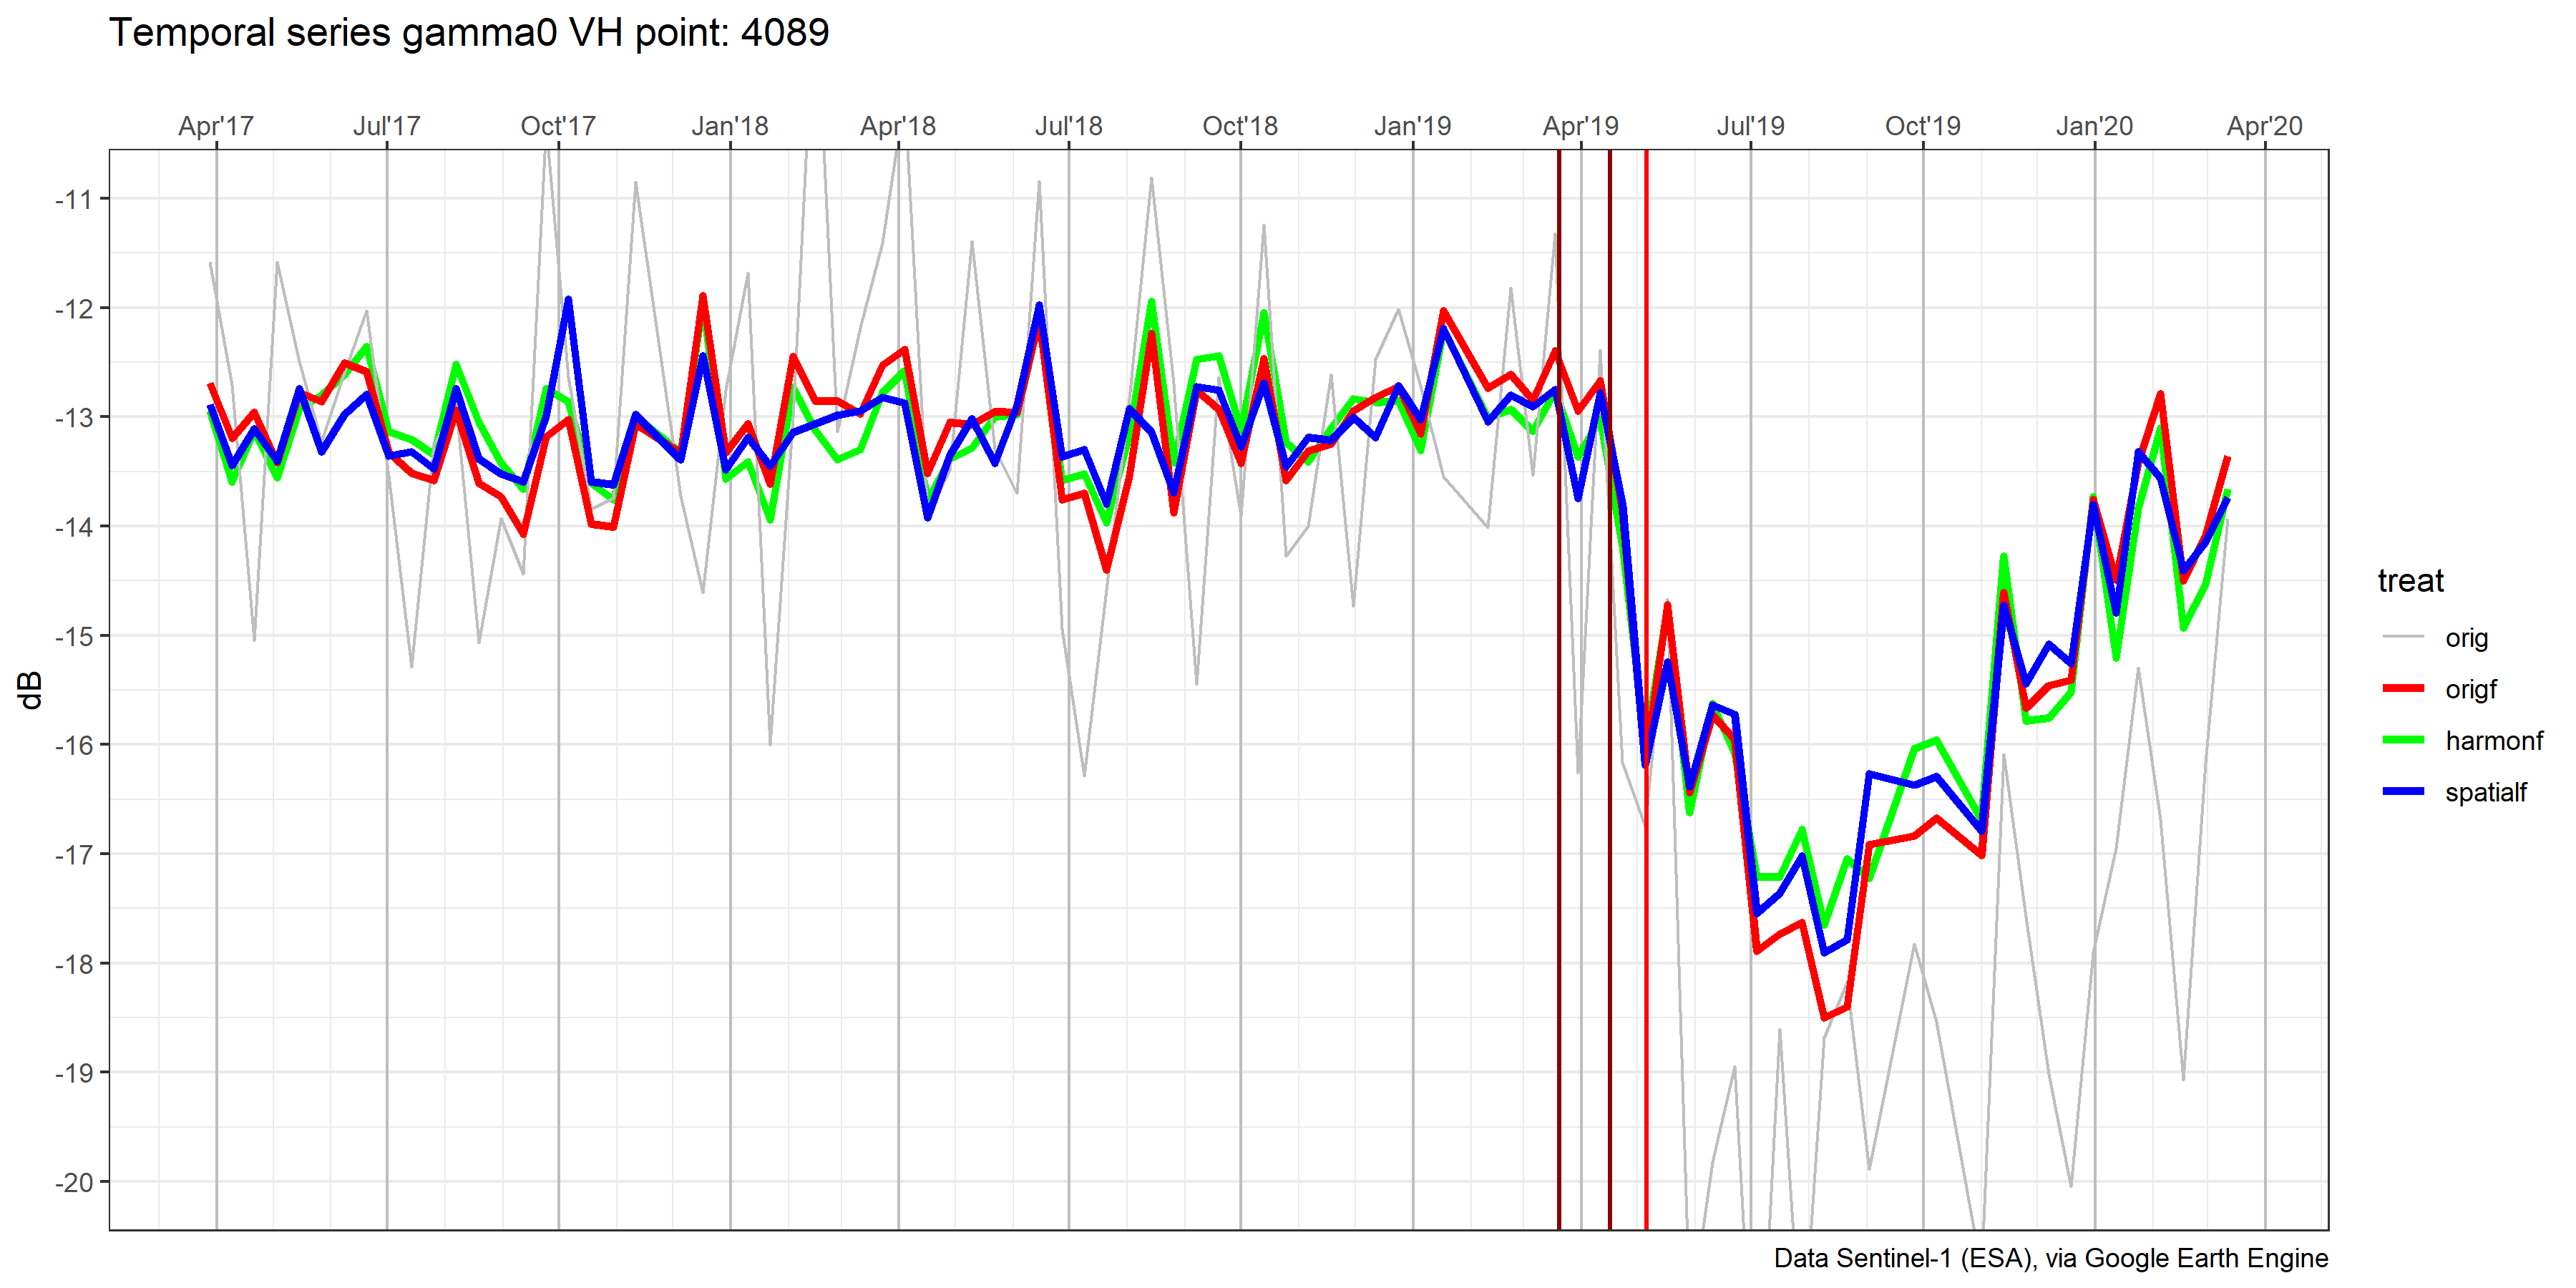 Temporal series gamma0 VH point: 4089
Apr'17 Jul'17 Oct'17 Jan'18 Apr'18 Jul'18 Oct'18 Jan'19 Apr'19 Jul'19 Oct'19 Jan'20 Apr'20
-11
-12
-13
-14
-15
-16
-17
-18
-19
-20
dB
treat
orig
origf
harmonf
spatialf
Data Sentinel-1 (ESA), via Google Earth Engine